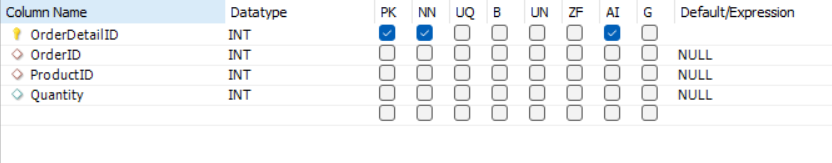 Column Name Datatype PK NN UQ B UN ZF AI G Default/Expression
OrderDetailID INT
OrderID INT NULL
ProductID INT NULL
Quantity INT NULL